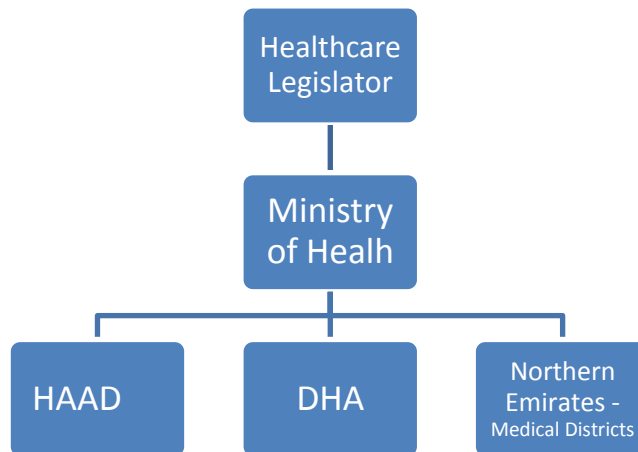 Healthcare
Legislator
Ministry
of Healh
HAAD
DHA
Northern
Emirates -
Medical Districts